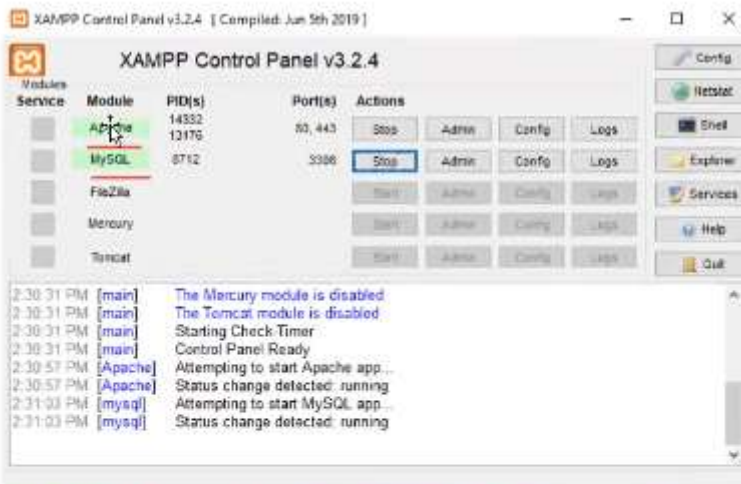 XAMPP Control Panel v3.2.4 [ Compiled: Jun 5th 2019 ]
XAMPP Control Panel v3.2.4
Modules
Service Module PID(s) Port(s) Actions
Apache 14332 13176 80, 443 Stop Admin Config Logs
MySQL 8712 3306 Stop Admin Config Logs
FileZilla Start Admin Config Logs
Mercury Start Admin Config Logs
Tomcat Start Admin Config Logs
Config
Netstat
Shell
Explorer
Services
Help
Quit
2:30:31 PM [main] The Mercury module is disabled
2:30:31 PM [main] The Tomcat module is disabled
2:30:31 PM [main] Starting Check-Timer
2:30:31 PM [main] Control Panel Ready
2:30:57 PM [Apache] Attempting to start Apache app...
2:30:57 PM [Apache] Status change detected: running
2:31:03 PM [mysql] Attempting to start MySQL app...
2:31:03 PM [mysql] Status change detected: running